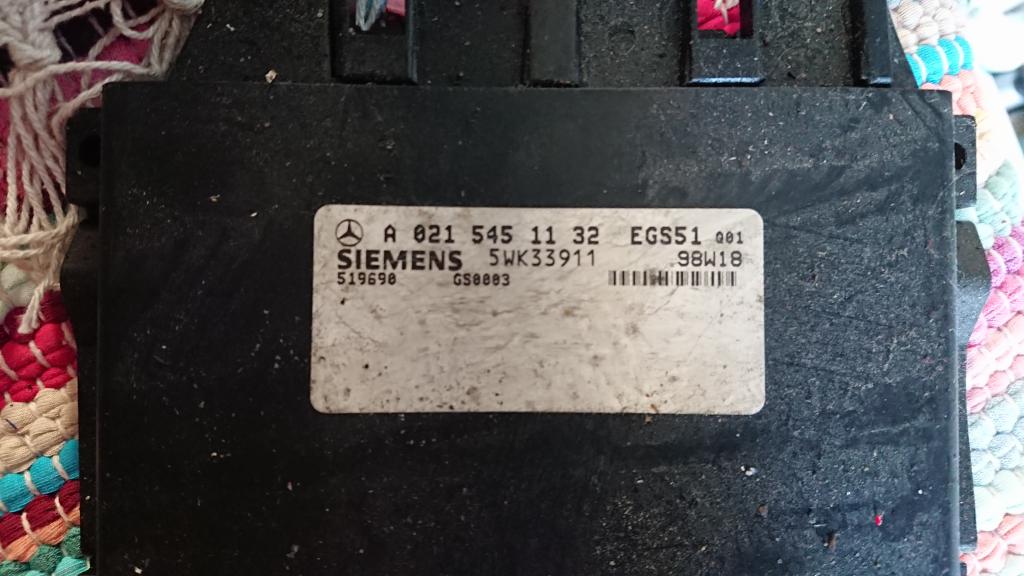 A 021 545 11 32 EGS51 Q01
SIEMENS 5WK33911 98W18
519690 GS0003